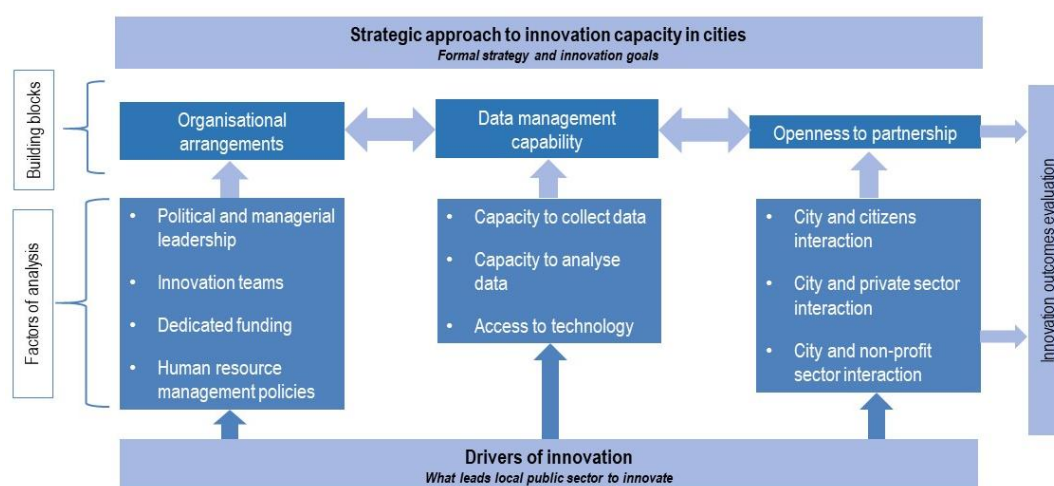 Strategic approach to innovation capacity in cities
Formal strategy and innovation goals
Building blocks
Organisational
arrangements
Data management
capability
Openness to partnership
Factors of analysis
• Political and managerial
leadership
• Innovation teams
• Dedicated funding
• Human resource
management policies
• Capacity to collect data
• Capacity to analyse
data
• Access to technology
• City and citizens
interaction
• City and private sector
interaction
• City and non-profit
sector interaction
Innovation outcomes evaluation
Drivers of innovation
What leads local public sector to innovate